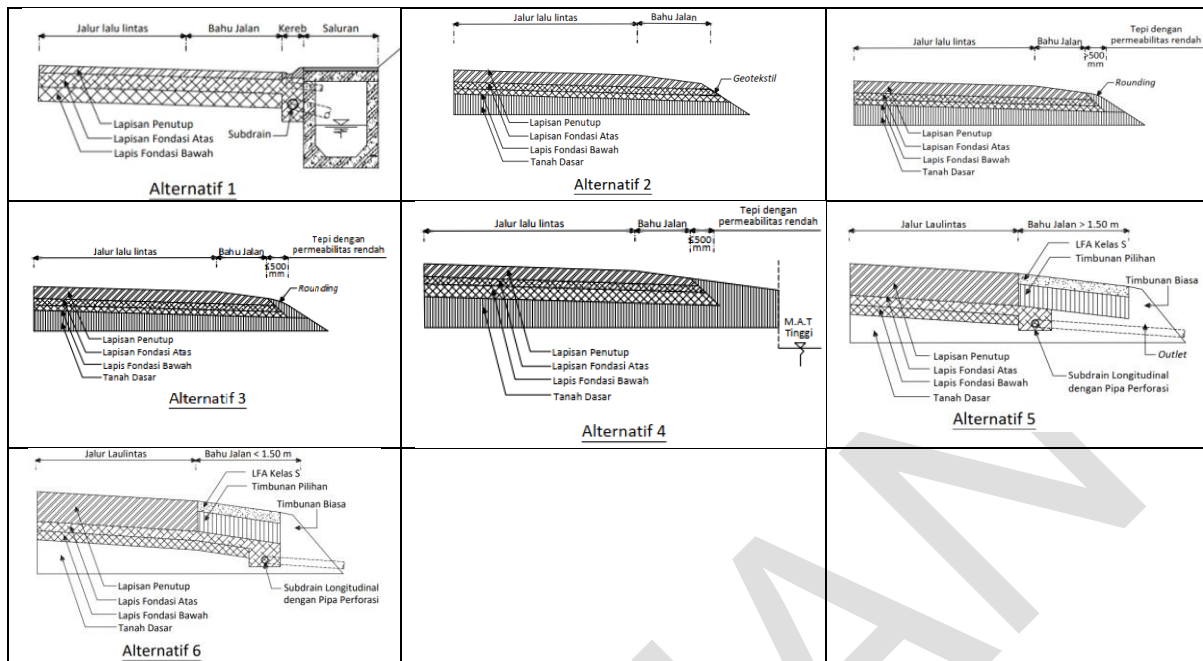 Jalur lalu lintas
Bahu Jalan
Kereb
Saluran
Lapisan Penutup
Lapisan Fondasi Atas
Lapis Fondasi Bawah
Subdrain
Alternatif 1
Jalur lalu lintas
Bahu Jalan
Geotekstil
Lapisan Penutup
Lapisan Fondasi Atas
Lapis Fondasi Bawah
Tanah Dasar
Alternatif 2
Tepi dengan
permeabilitas rendah
Jalur lalu lintas
Bahu Jalan
>500
mm
Rounding
Lapisan Penutup
Lapisan Fondasi Atas
Lapis Fondasi Bawah
Tanah Dasar
Tepi dengan
permeabilitas rendah
Jalur lalu lintas
Bahu Jalan
≤500
mm
Rounding
Lapisan Penutup
Lapisan Fondasi Atas
Lapis Fondasi Bawah
Tanah Dasar
Alternatif 3
Tepi dengan
permeabilitas rendah
Jalur lalu lintas
Bahu Jalan
≤500
mm
M.A.T
Tinggi
Lapisan Penutup
Lapisan Fondasi Atas
Lapis Fondasi Bawah
Tanah Dasar
Alternatif 4
Jalur Laulintas
Bahu Jalan > 1.50 m
LFA Kelas S
Timbunan Pilihan
Timbunan Biasa
Lapisan Penutup
Lapis Fondasi Atas
Lapis Fondasi Bawah
Tanah Dasar
Outlet
Subdrain Longitudinal
dengan Pipa Perforasi
Alternatif 5
Jalur Laulintas
Bahu Jalan < 1.50 m
LFA Kelas S
Timbunan Pilihan
Timbunan Biasa
Lapisan Penutup
Lapis Fondasi Atas
Lapis Fondasi Bawah
Tanah Dasar
Subdrain Longitudinal
dengan Pipa Perforasi
Alternatif 6